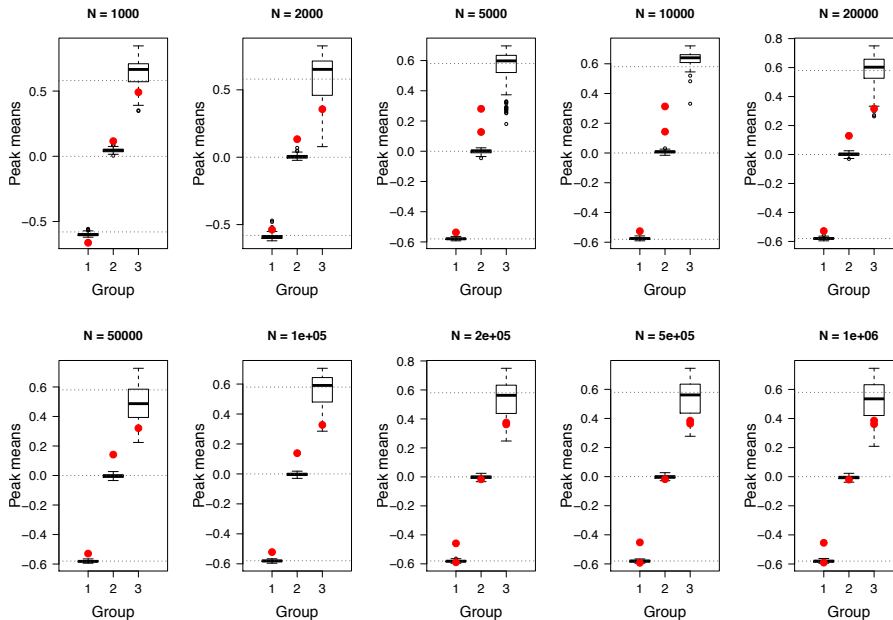 N = 1000
N = 2000
N = 5000
N = 10000
N = 20000
Peak means
0.5
0.0
−0.5
1 2 3
Group
Peak means
0.5
0.0
−0.5
1 2 3
Group
Peak means
0.6
0.4
0.2
0.0
−0.2
−0.4
−0.6
1 2 3
Group
Peak means
0.6
0.4
0.2
0.0
−0.2
−0.4
−0.6
1 2 3
Group
Peak means
0.8
0.6
0.4
0.2
0.0
−0.2
−0.4
−0.6
1 2 3
Group
N = 50000
N = 1e+05
N = 2e+05
N = 5e+05
N = 1e+06
Peak means
0.6
0.4
0.2
0.0
−0.2
−0.4
−0.6
1 2 3
Group
Peak means
0.6
0.4
0.2
0.0
−0.2
−0.4
−0.6
1 2 3
Group
Peak means
0.8
0.6
0.4
0.2
0.0
−0.2
−0.4
−0.6
1 2 3
Group
Peak means
0.6
0.4
0.2
0.0
−0.2
−0.4
−0.6
1 2 3
Group
Peak means
0.8
0.6
0.4
0.2
0.0
−0.2
−0.4
−0.6
1 2 3
Group